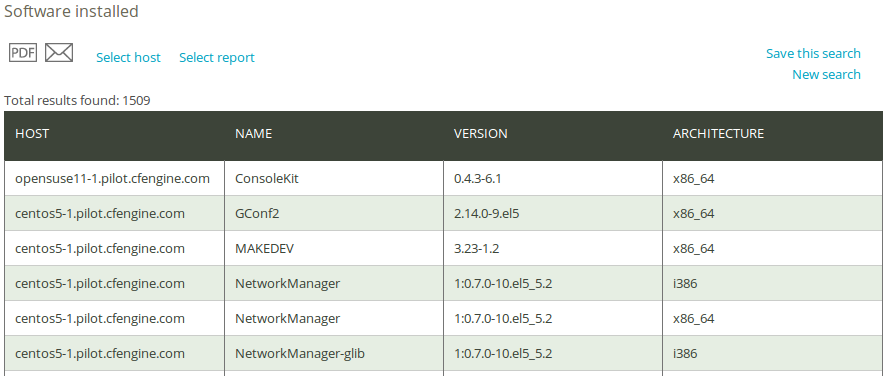 Software installed
PDF Select host Select report
Save this search
New search
Total results found: 1509
HOST NAME VERSION ARCHITECTURE
opensuse11-1.pilot.cfengine.com ConsoleKit 0.4.3-6.1 x86_64
centos5-1.pilot.cfengine.com GConf2 2.14.0-9.el5 x86_64
centos5-1.pilot.cfengine.com MAKEDEV 3.23-1.2 x86_64
centos5-1.pilot.cfengine.com NetworkManager 1:0.7.0-10.el5_5.2 i386
centos5-1.pilot.cfengine.com NetworkManager 1:0.7.0-10.el5_5.2 x86_64
centos5-1.pilot.cfengine.com NetworkManager-glib 1:0.7.0-10.el5_5.2 i386